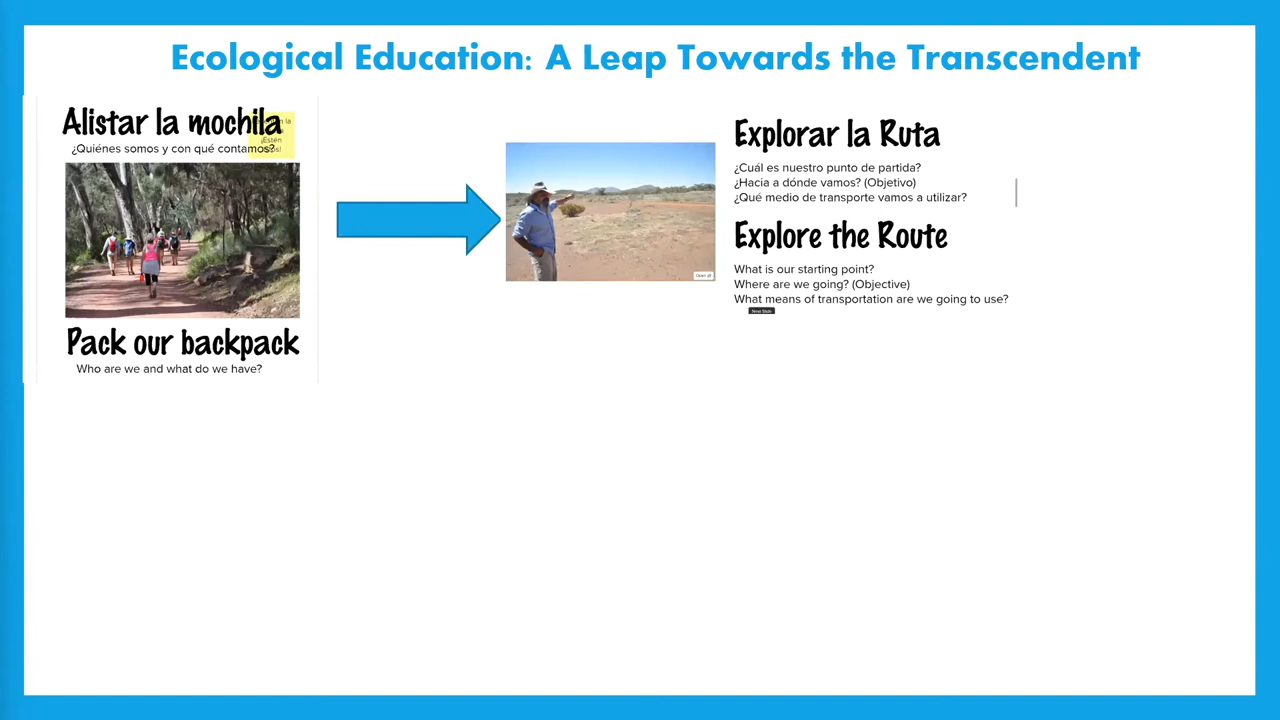 Ecological Education: A Leap Towards the Transcendent
Alistar la mochila
¿Quiénes somos y con qué contamos?
Pack our backpack
Who are we and what do we have?
Explorar la Ruta
¿Cuál es nuestro punto de partida?
¿Hacia a dónde vamos? (Objetivo)
¿Qué medio de transporte vamos a utilizar?
Explore the Route
What is our starting point?
Where are we going? (Objective)
What means of transportation are we going to use?